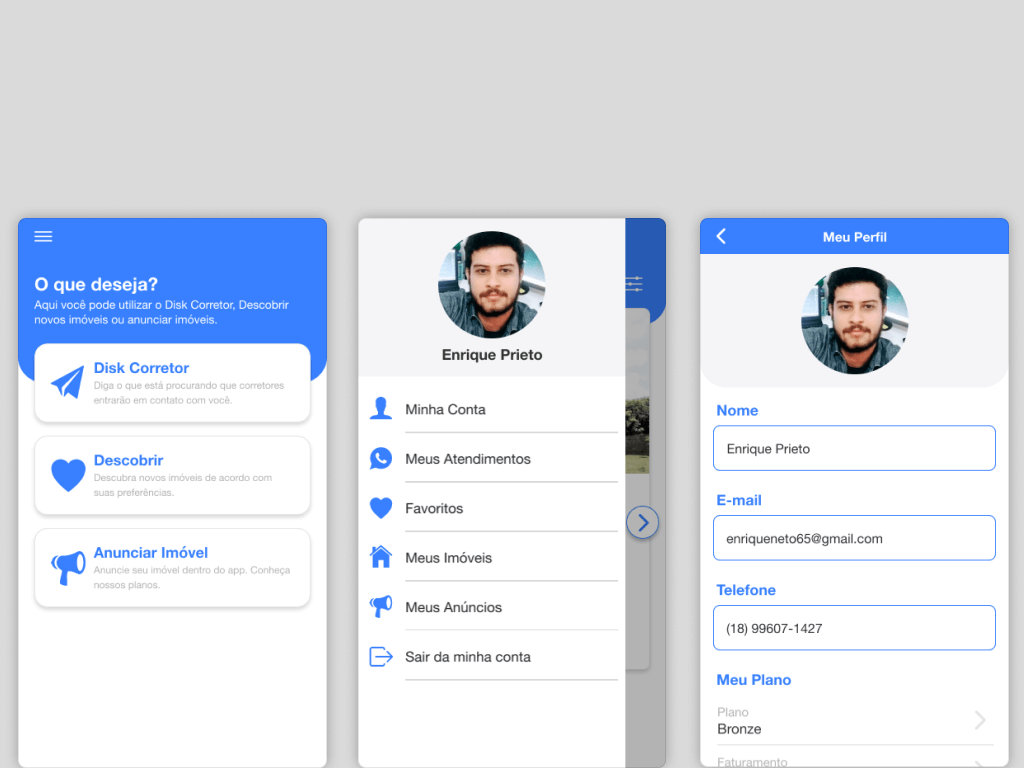 O que deseja?
Aqui você pode utilizar o Disk Corretor, Descobrir
novos imóveis ou anunciar imóveis.
Disk Corretor
Diga o que está procurando que corretores
entrarão em contato com você.
Descobrir
Descubra novos imóveis de acordo com
suas preferências.
Anunciar Imóvel
Anuncie seu imóvel dentro do app. Conheça
nossos planos.
Enrique Prieto
Minha Conta
Meus Atendimentos
Favoritos
Meus Imóveis
Meus Anúncios
Sair da minha conta
Meu Perfil
Nome
Enrique Prieto
E-mail
enriqueneto65@gmail.com
Telefone
(18) 99607-1427
Meu Plano
Plano
Bronze
Faturamento